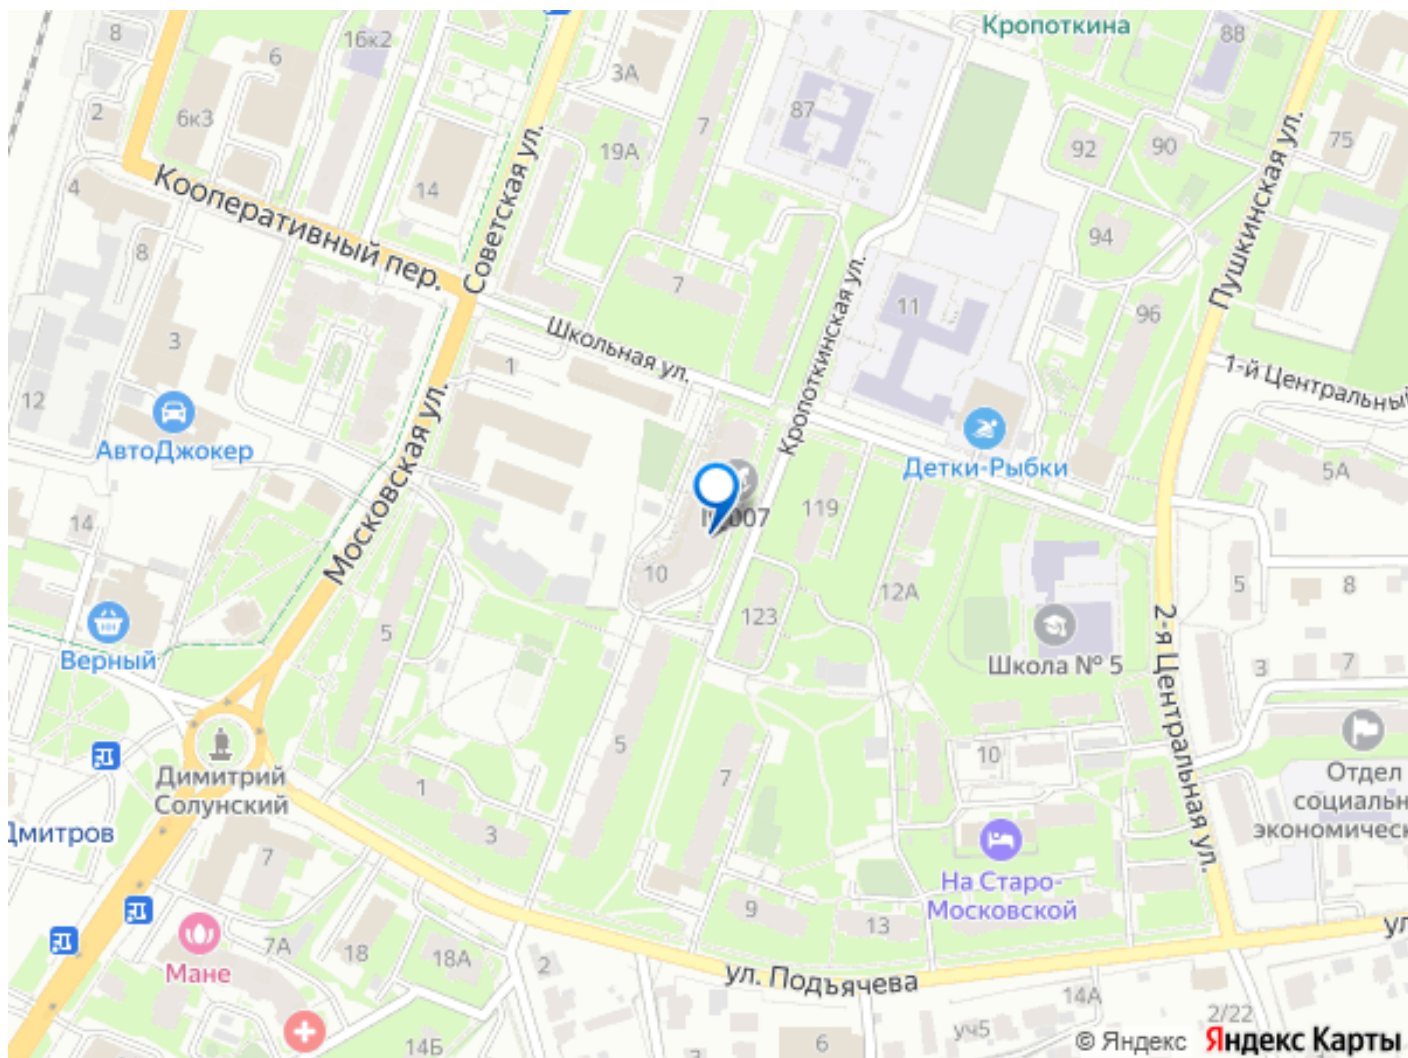 Кропоткина
88
8
16к2
6
3А
2
6к3
7
87
75
19А
92
90
4
14
Советская ул.
Пушкинская ул.
Кооперативный пер.
8
94
7
11
96
3
Школьная ул.
1
Кропоткинская ул.
1-й Центральный
12
АвтоДжокер
Московская ул.
Детки-Рыбки
5А
119
007
14
10
12А
5
8
123
5
Верный
Школа № 5
2-я Центральная ул.
3
7
5
10
Димитрий
Солунский
1
7
Отдел
социальн
экономическ
Дмитров
3
7
На Старо-
Московской
9
13
ул
7А
18
18А
Мане
2
ул. Подъячева
14А
2/22
уч5
6
14Б
© Яндекс Яндекс Карты